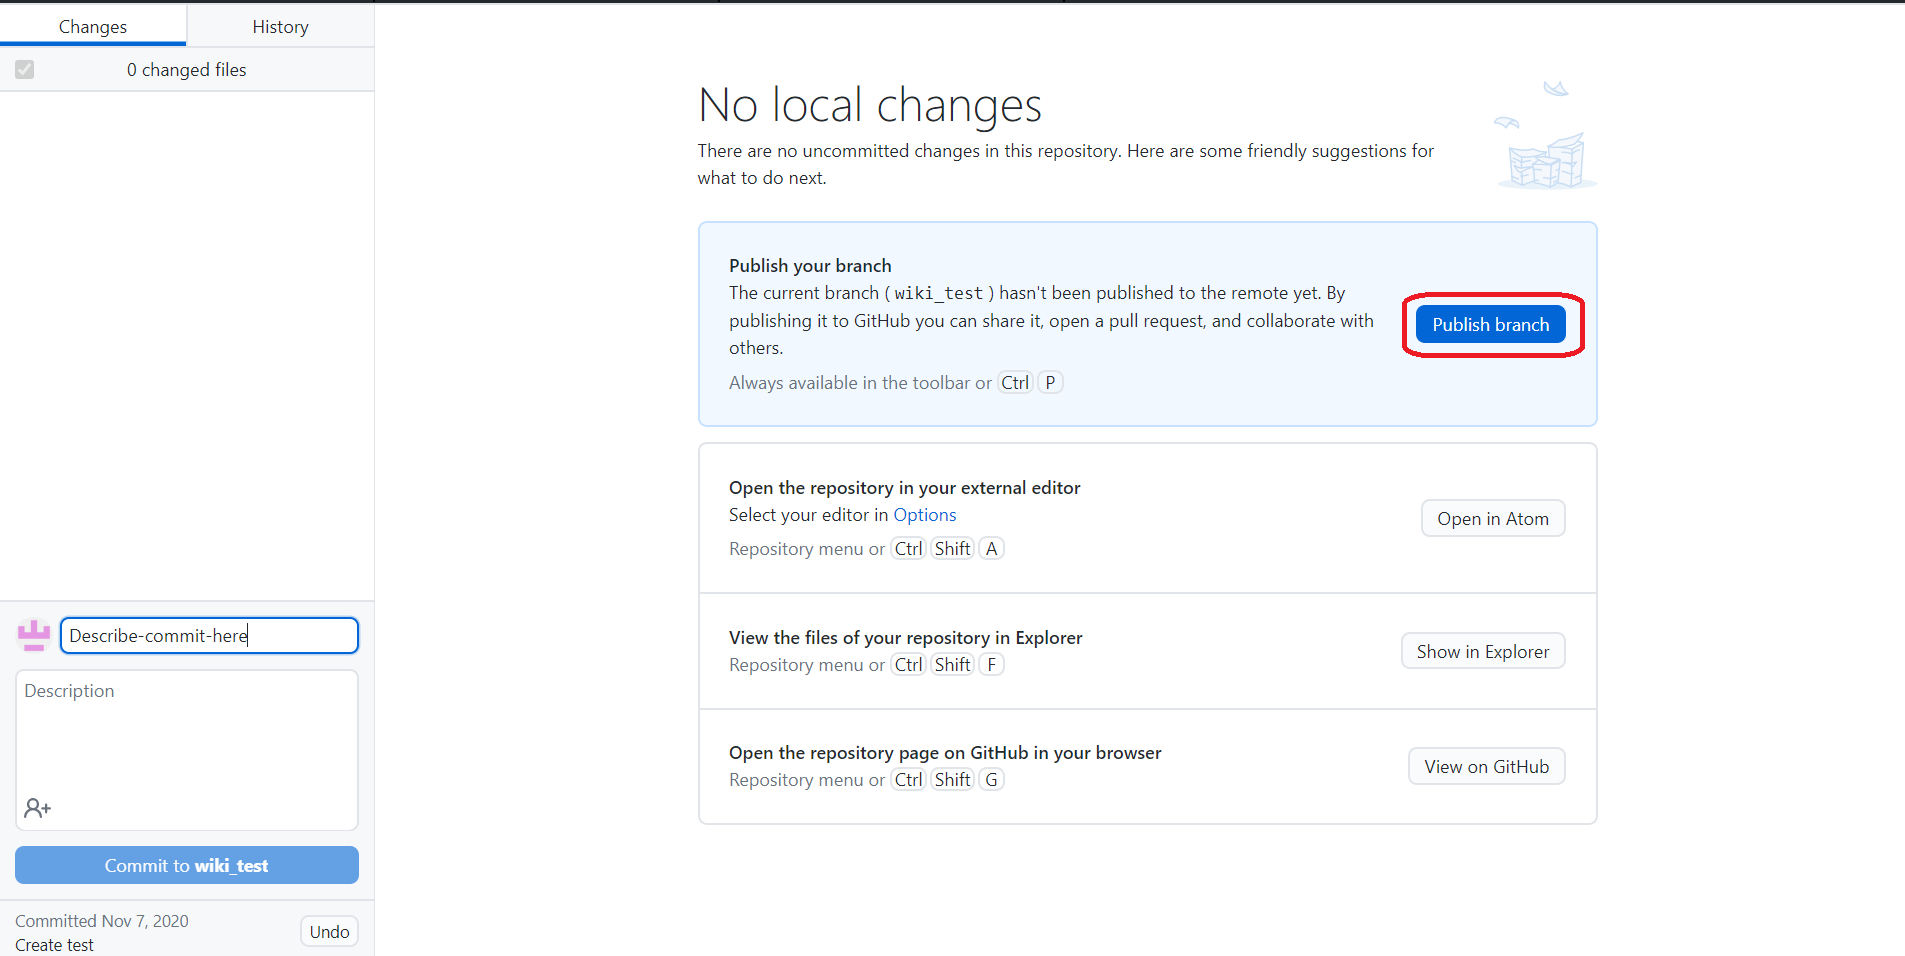 Changes
History
0 changed files
No local changes
There are no uncommitted changes in this repository. Here are some friendly suggestions for
what to do next.
Publish your branch
The current branch ( wiki_test ) hasn't been published to the remote yet. By
publishing it to GitHub you can share it, open a pull request, and collaborate with
others.
Always available in the toolbar or Ctrl P
Publish branch
Open the repository in your external editor
Select your editor in Options
Repository menu or Ctrl Shift A
Open in Atom
View the files of your repository in Explorer
Repository menu or Ctrl Shift F
Show in Explorer
Open the repository page on GitHub in your browser
Repository menu or Ctrl Shift G
View on GitHub
Describe-commit-here
Description
Commit to wiki_test
Committed Nov 7, 2020
Create test
Undo